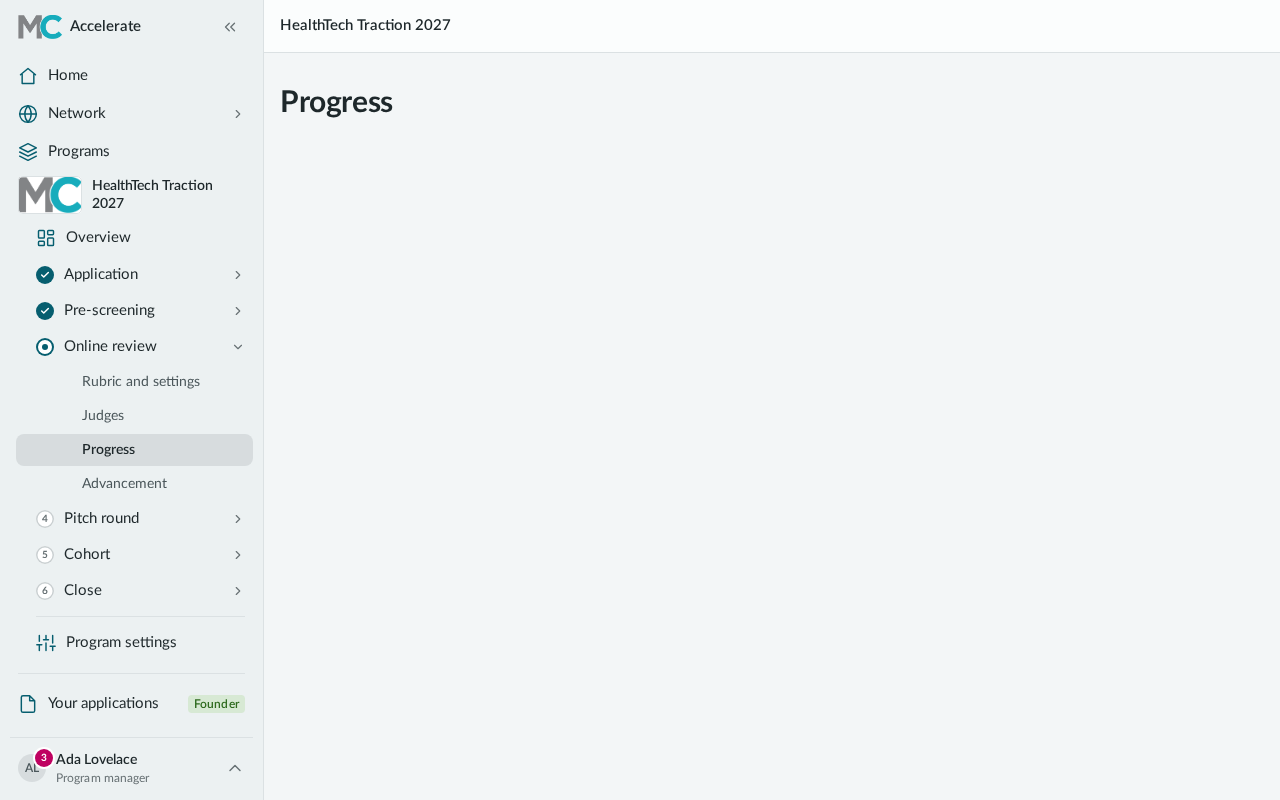 MC Accelerate
HealthTech Traction 2027
Home
Network
Programs
MC HealthTech Traction
2027
Overview
Application
Pre-screening
Online review
Rubric and settings
Judges
Progress
Advancement
4 Pitch round
5 Cohort
6 Close
Program settings
Your applications Founder
AL 3 Ada Lovelace
Program manager
Progress